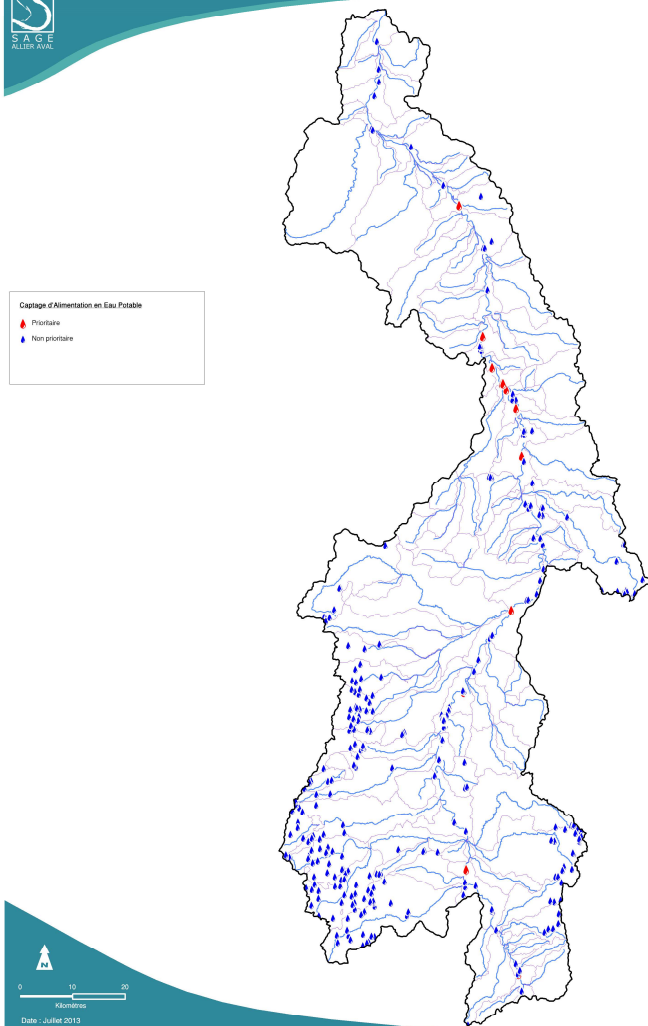 SAGE
ALLIER AVAL
Captage d'Alimentation en Eau Potable
Prioritaire
Non prioritaire
N
0 10 20
Kilomètres
Date : Juillet 2013